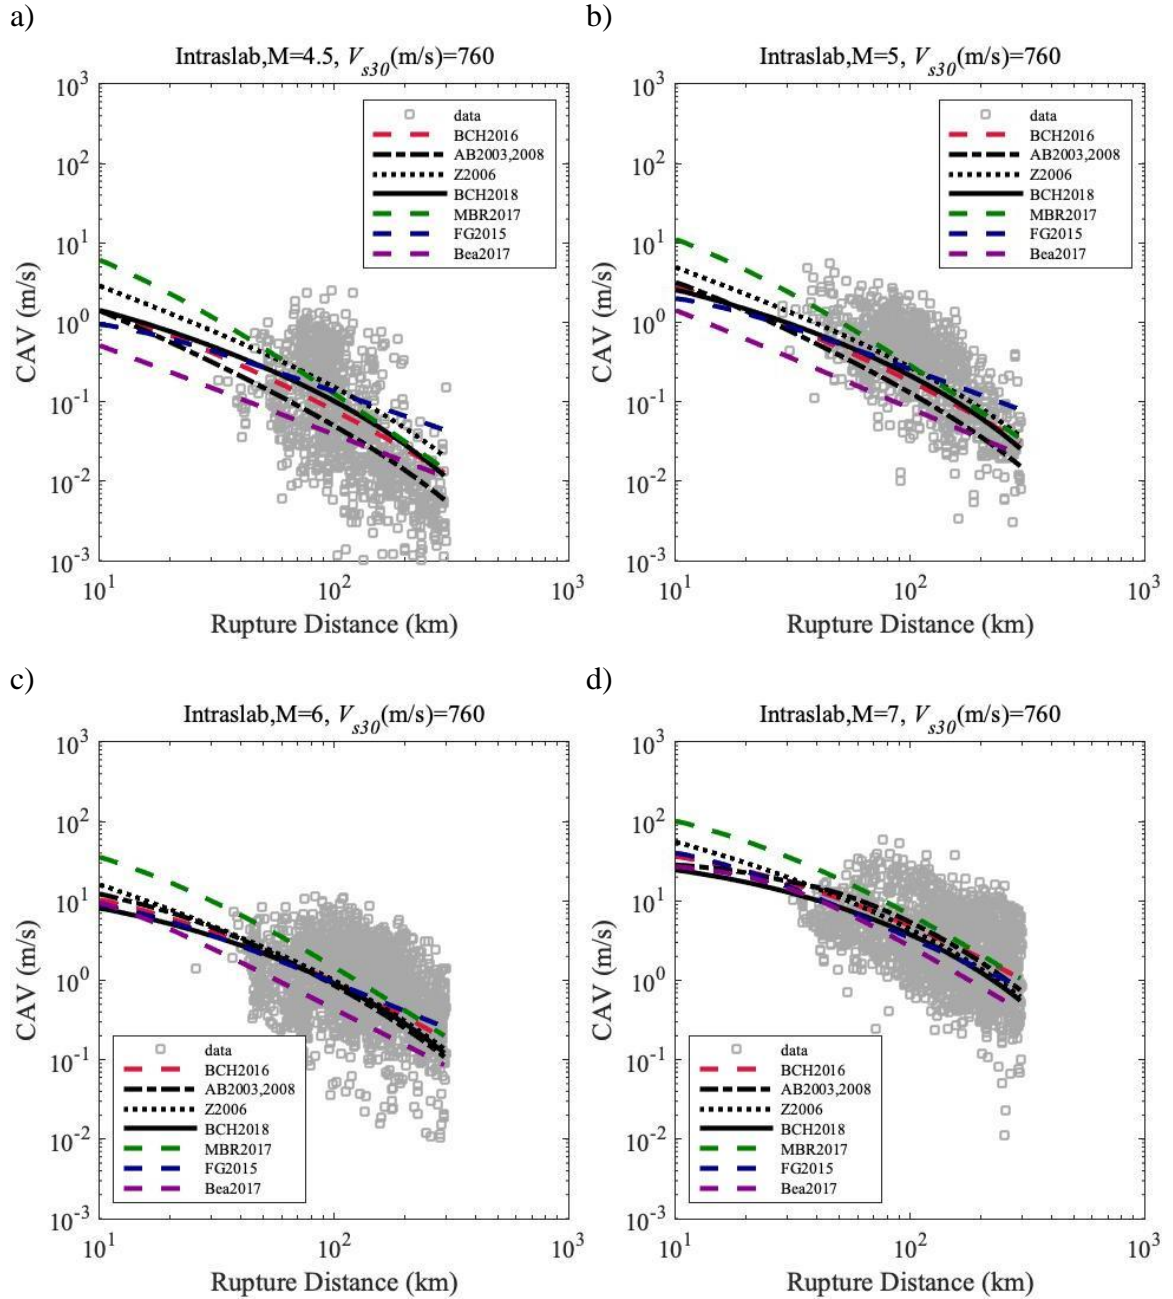 a)
Intraslab,M=4.5, V_s30(m/s)=760
10^3
10^2
10^1
10^0
10^-1
10^-2
10^-3
CAV (m/s)
data
BCH2016
AB2003,2008
Z2006
BCH2018
MBR2017
FG2015
Bea2017
10^1
10^2
10^3
Rupture Distance (km)
b)
Intraslab,M=5, V_s30(m/s)=760
10^3
10^2
10^1
10^0
10^-1
10^-2
10^-3
CAV (m/s)
data
BCH2016
AB2003,2008
Z2006
BCH2018
MBR2017
FG2015
Bea2017
10^1
10^2
10^3
Rupture Distance (km)
c)
Intraslab,M=6, V_s30(m/s)=760
10^3
10^2
10^1
10^0
10^-1
10^-2
10^-3
CAV (m/s)
data
BCH2016
AB2003,2008
Z2006
BCH2018
MBR2017
FG2015
Bea2017
10^1
10^2
10^3
Rupture Distance (km)
d)
Intraslab,M=7, V_s30(m/s)=760
10^3
10^2
10^1
10^0
10^-1
10^-2
10^-3
CAV (m/s)
data
BCH2016
AB2003,2008
Z2006
BCH2018
MBR2017
FG2015
Bea2017
10^1
10^2
10^3
Rupture Distance (km)